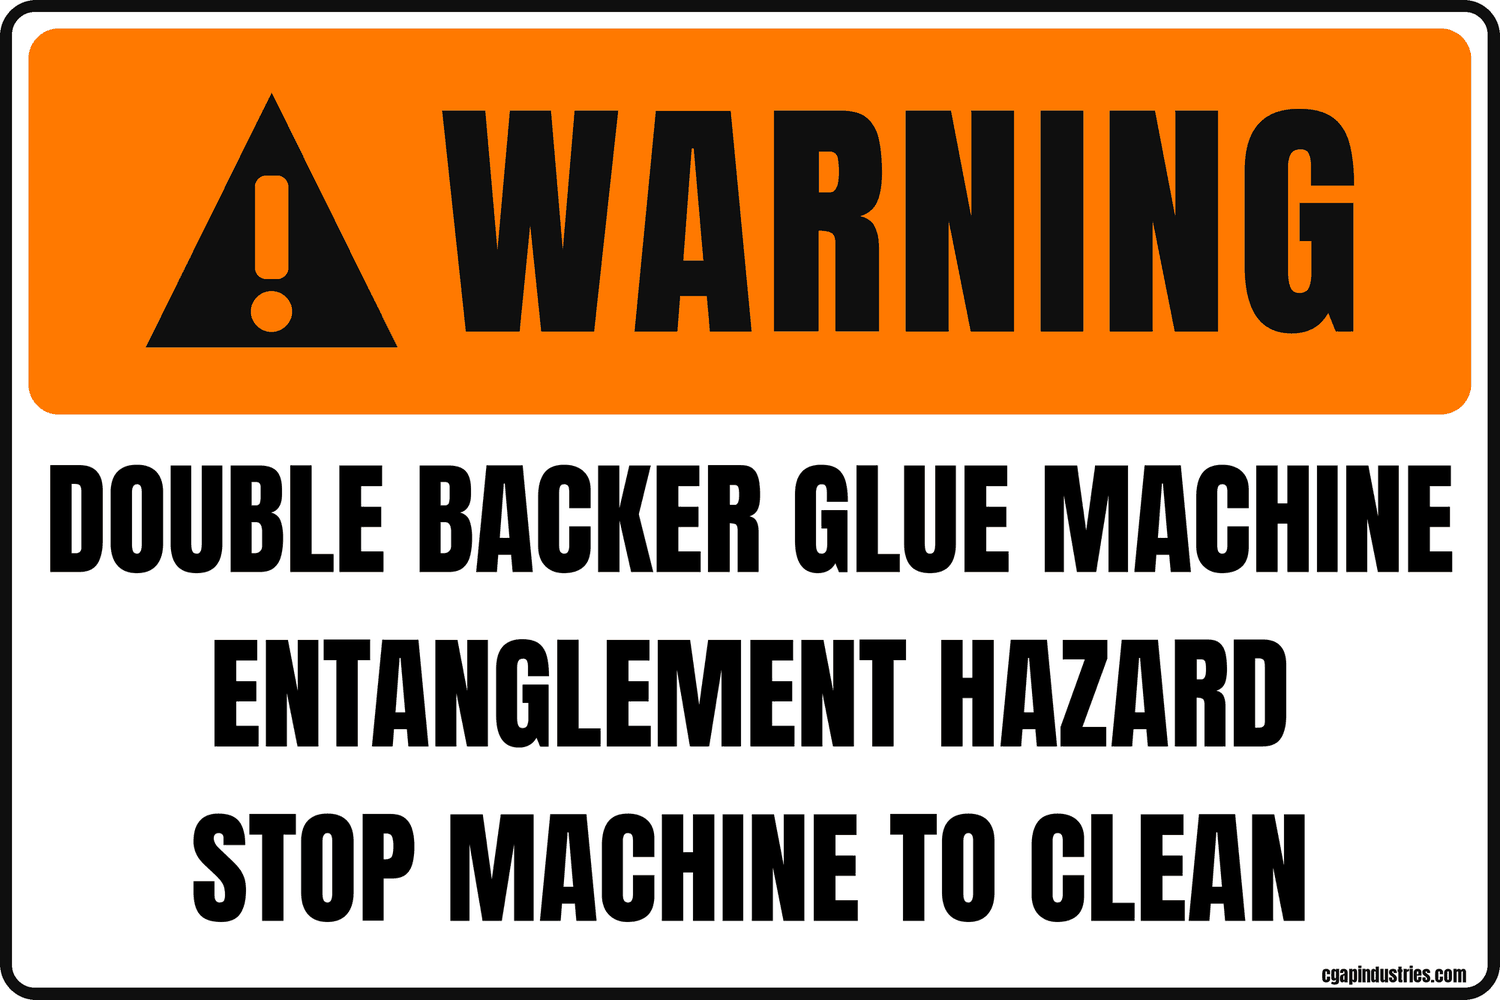 WARNING
DOUBLE BACKER GLUE MACHINE
ENTANGLEMENT HAZARD
STOP MACHINE TO CLEAN
cgapindustries.com